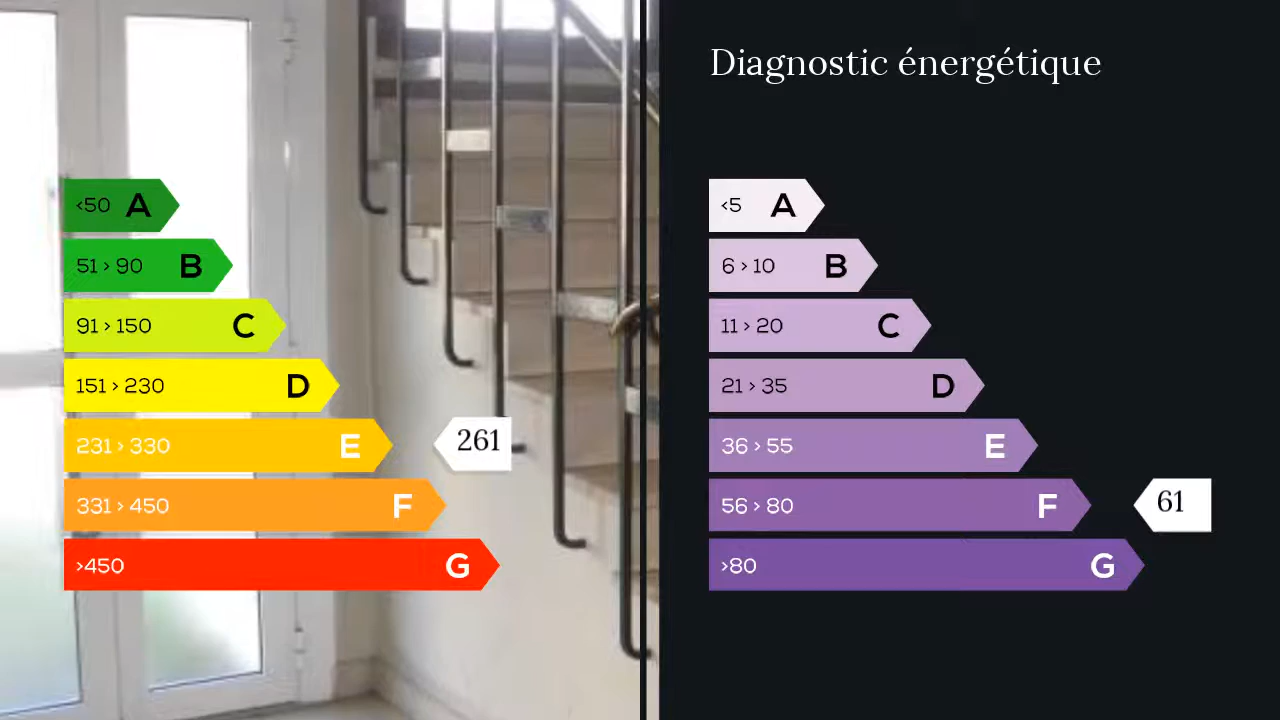 Diagnostic énergétique
<50 A
51 > 90 B
91 > 150 C
151 > 230 D
231 > 330 E
261
331 > 450 F
>450 G
<5 A
6 > 10 B
11 > 20 C
21 > 35 D
36 > 55 E
56 > 80 F
61
>80 G